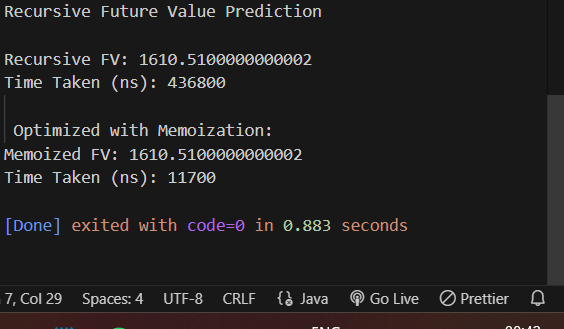 Recursive Future Value Prediction
Recursive FV: 1610.5100000000002
Time Taken (ns): 436800
Optimized with Memoization:
Memoized FV: 1610.5100000000002
Time Taken (ns): 11700
[Done] exited with code=0 in 0.883 seconds
7, Col 29 Spaces: 4 UTF-8 CRLF Java Go Live Prettier